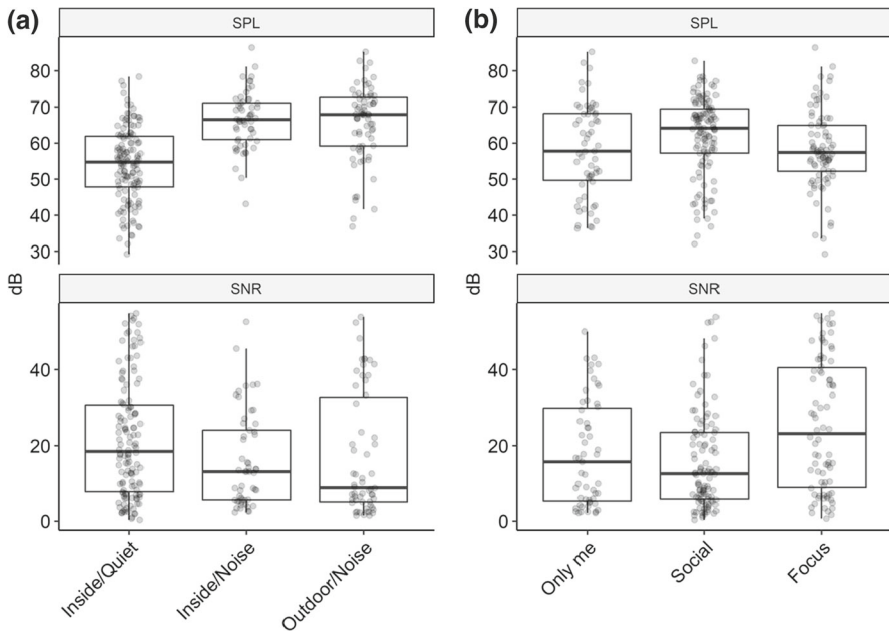 (a)
SPL
80
70
60
50
40
30
dB
SNR
40
20
0
Inside/Quiet
Inside/Noise
Outdoor/Noise
(b)
SPL
80
70
60
50
40
30
dB
SNR
40
20
0
Only me
Social
Focus